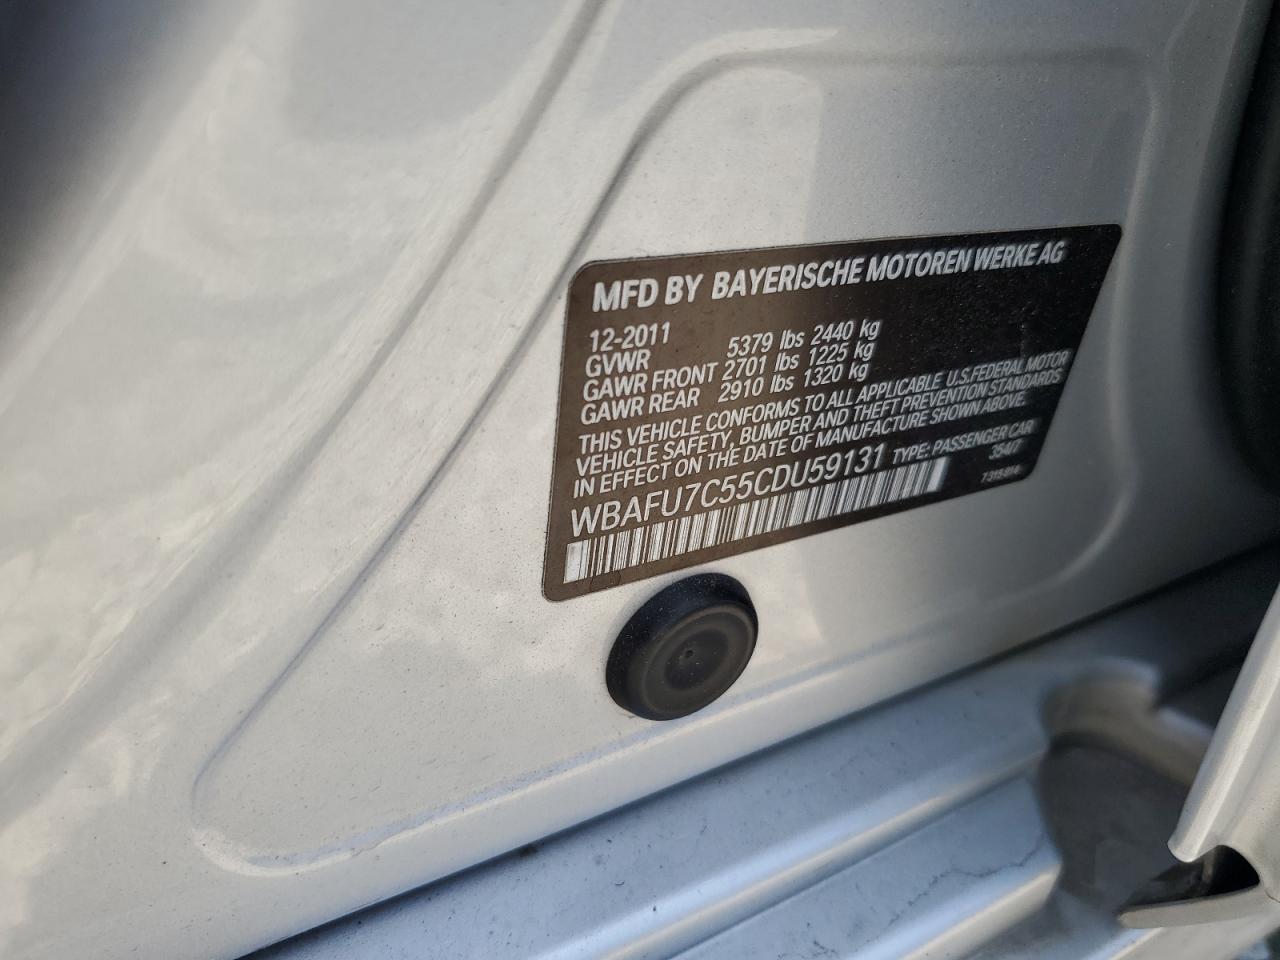 MFD BY BAYERISCHE MOTOREN WERKE AG
12-2011
GVWR 5379 lbs 2440 kg
GAWR FRONT 2701 lbs 1225 kg
GAWR REAR 2910 lbs 1320 kg
THIS VEHICLE CONFORMS TO ALL APPLICABLE U.S.FEDERAL MOTOR
VEHICLE SAFETY, BUMPER AND THEFT PREVENTION STANDARDS
IN EFFECT ON THE DATE OF MANUFACTURE SHOWN ABOVE.
WBAFU7C55CDU59131 TYPE: PASSENGER CAR
354/7